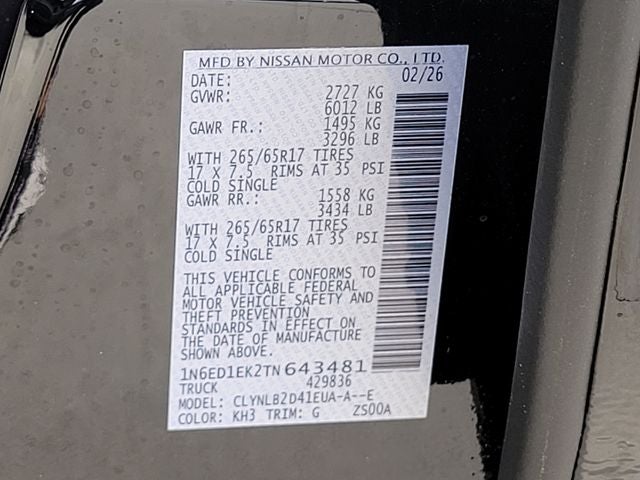 MFD BY NISSAN MOTOR CO., LTD.
DATE: 02/26
GVWR: 2727 KG
6012 LB
GAWR FR.: 1495 KG
3296 LB
WITH 265/65R17 TIRES
17 X 7.5 RIMS AT 35 PSI
COLD SINGLE
GAWR RR.: 1558 KG
3434 LB
WITH 265/65R17 TIRES
17 X 7.5 RIMS AT 35 PSI
COLD SINGLE
THIS VEHICLE CONFORMS TO
ALL APPLICABLE FEDERAL
MOTOR VEHICLE SAFETY AND
THEFT PREVENTION
STANDARDS IN EFFECT ON
THE DATE OF MANUFACTURE
SHOWN ABOVE.
1N6ED1EK2TN643481
TRUCK 429836
MODEL: CLYNLB2D41EUA-A--E
COLOR: KH3 TRIM: G ZS00A